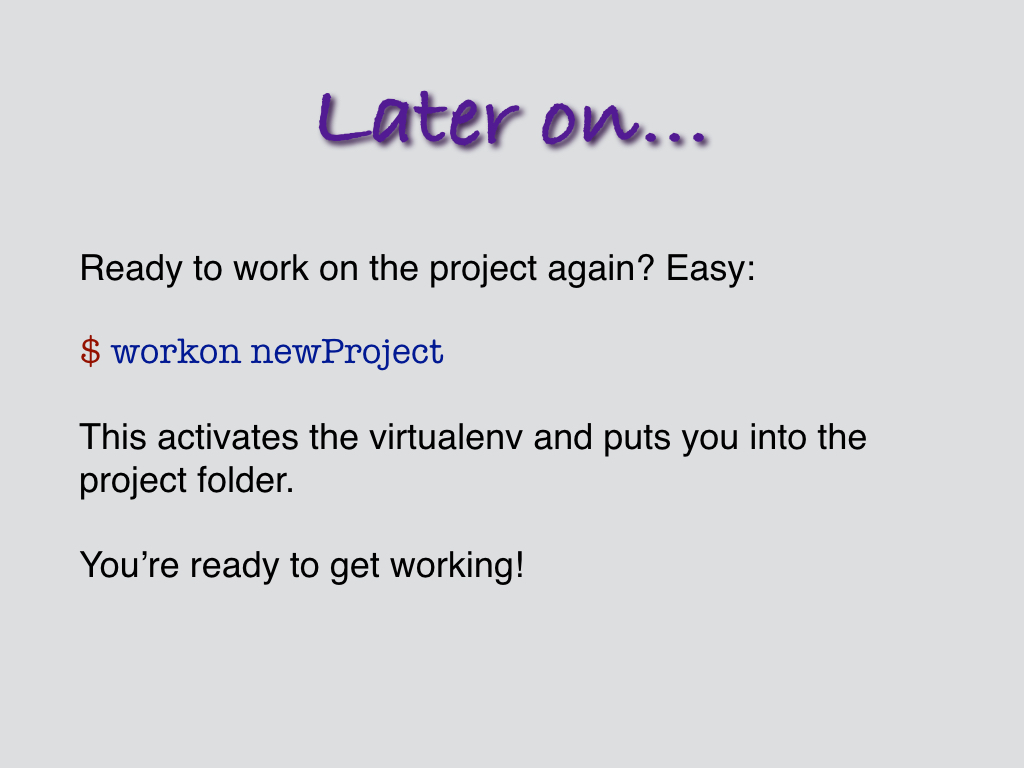 Later on...
Ready to work on the project again? Easy:
$ workon newProject
This activates the virtualenv and puts you into the
project folder.
You’re ready to get working!